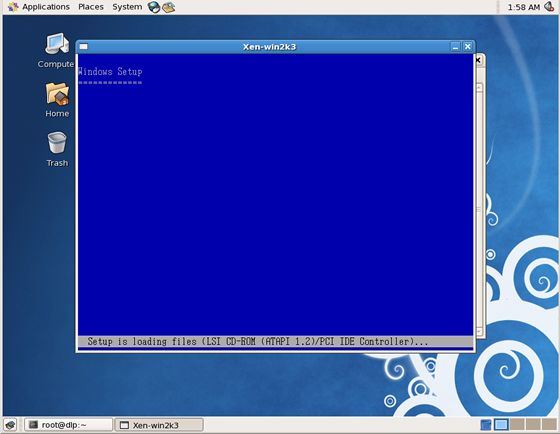 Applications Places System
1:58 AM
Xen-win2k3
Computer
Windows Setup
=============
Home
Trash
Setup is loading files (LSI CD-ROM (ATAPI 1.2)/PCI IDE Controller)...
root@dlp:~
Xen-win2k3